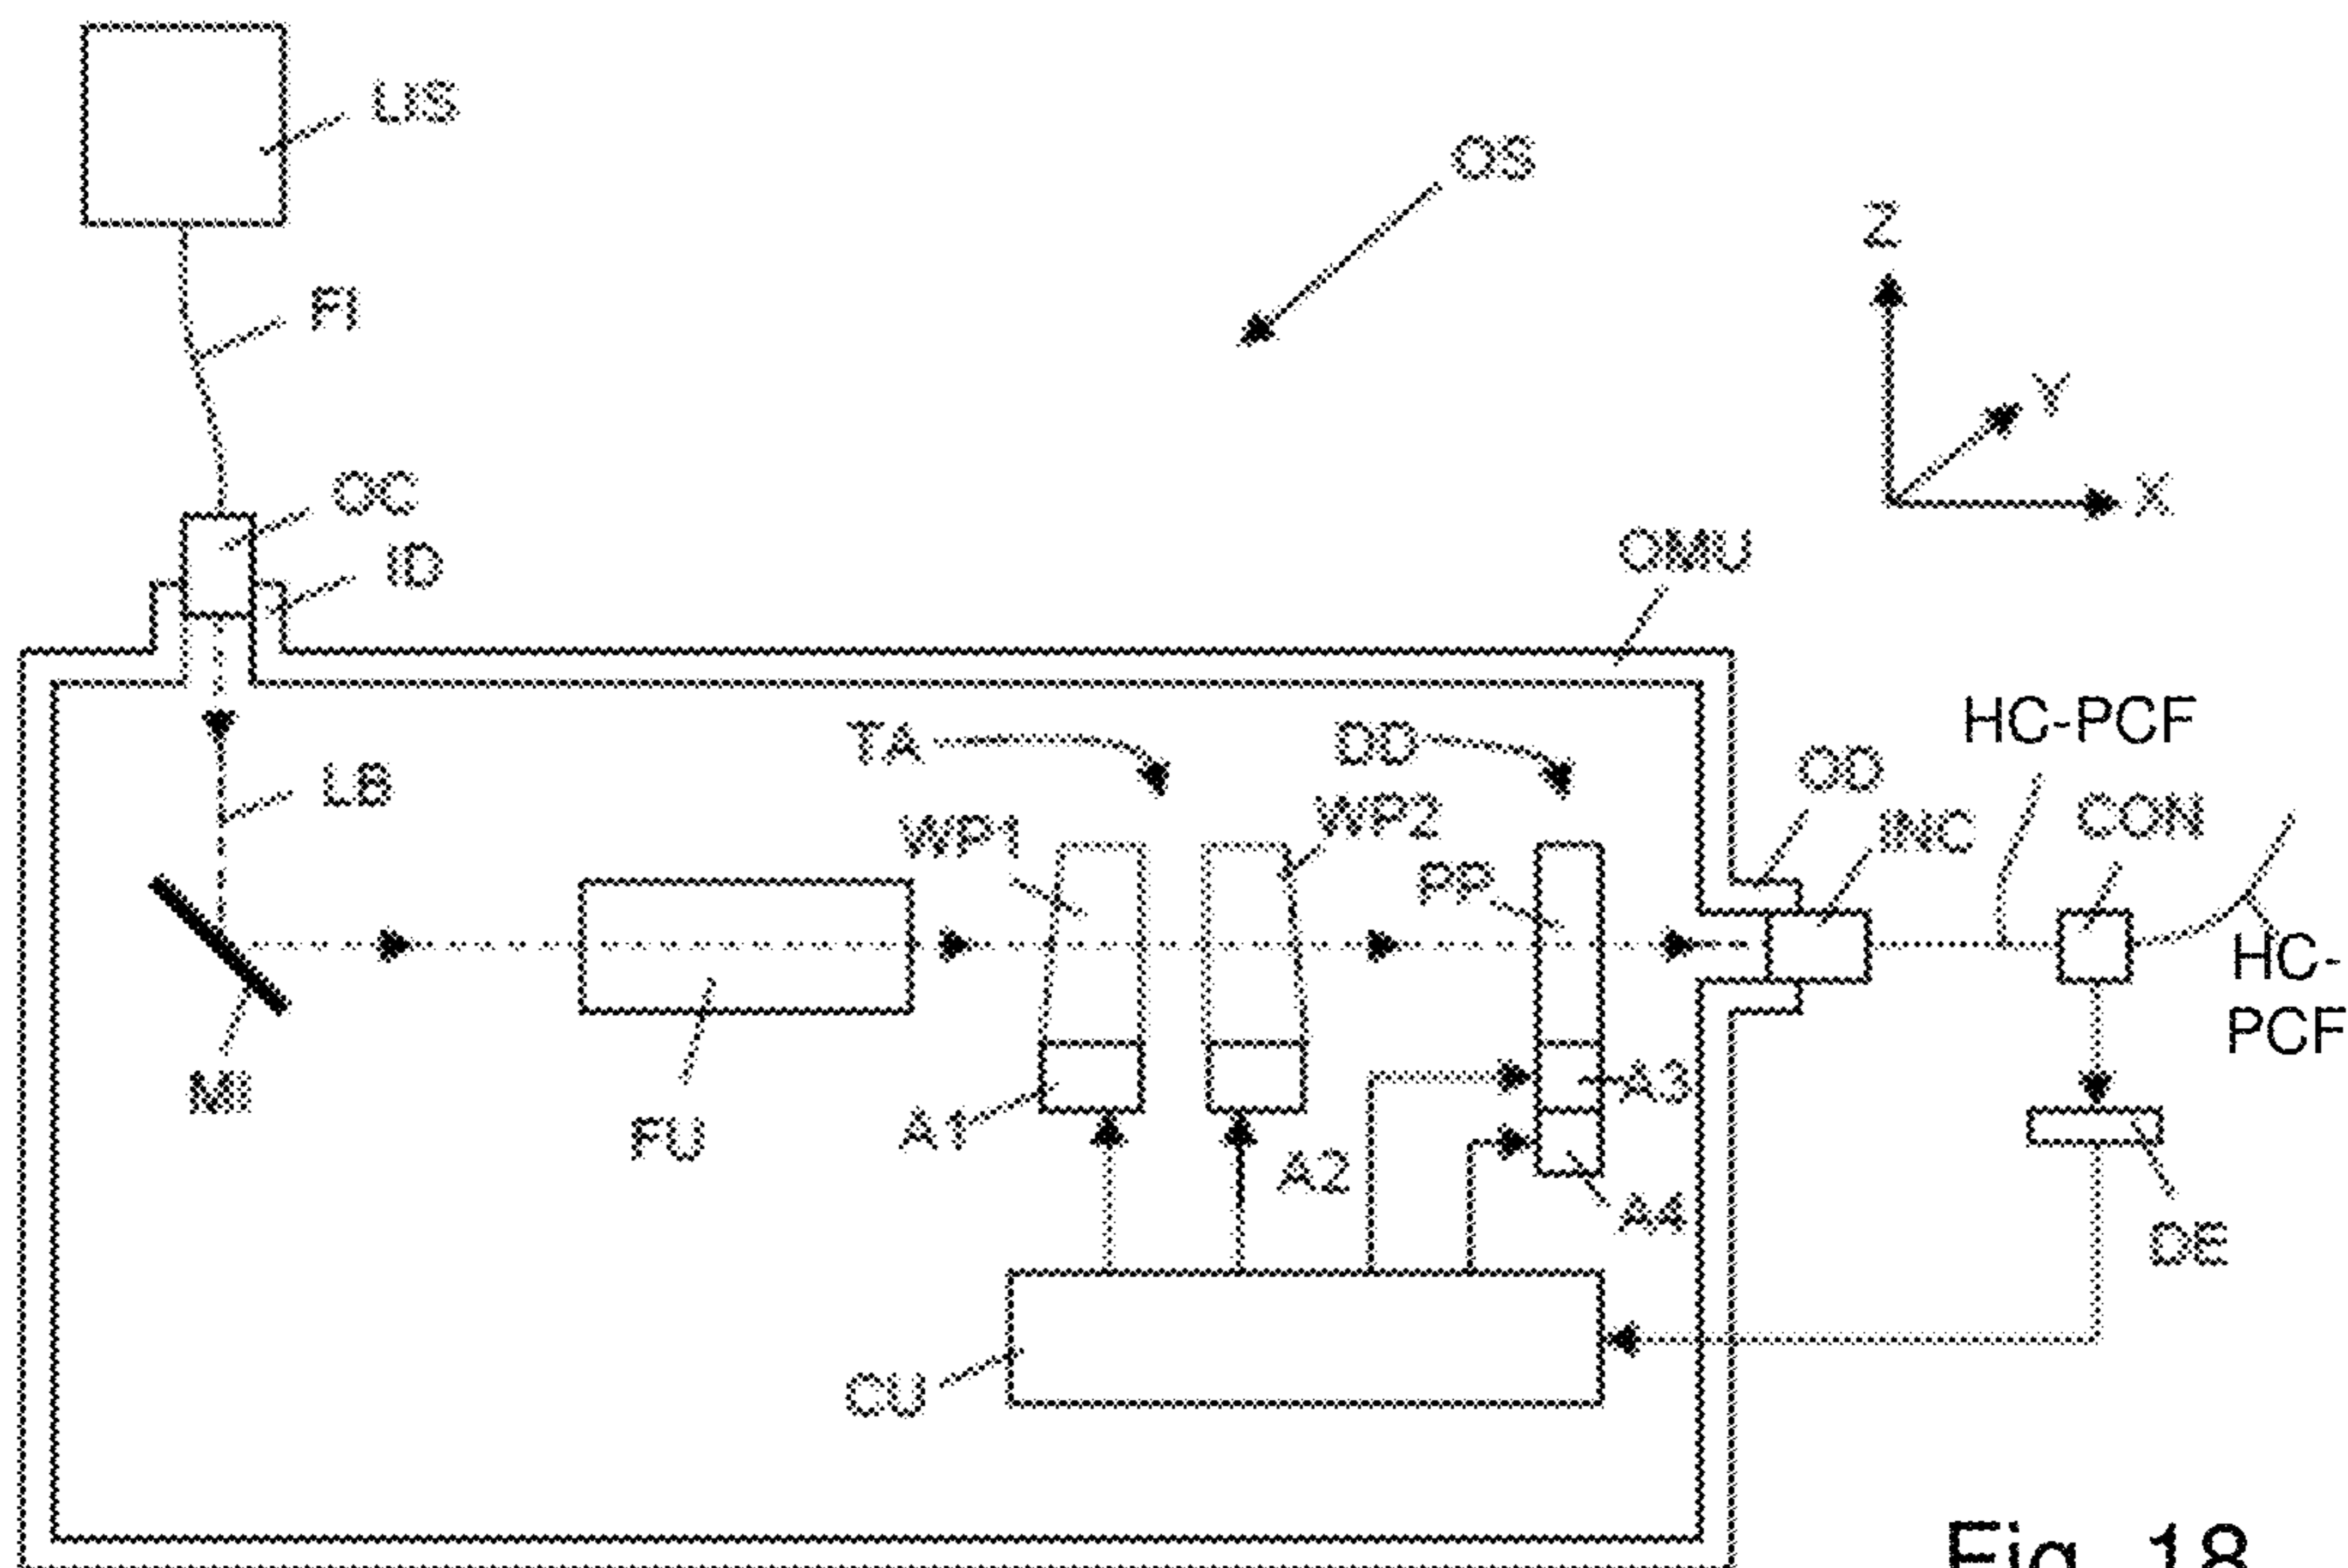 LIS
OS
Z
FI
Y
OC
X
ID
OMU
HC-PCF
TA
DD
OD
LB
CON
WP1
WP2
INC
PP
HC-
PCF
MI
A3
FU
A1
A2
A4
DE
CU
Fig. 18